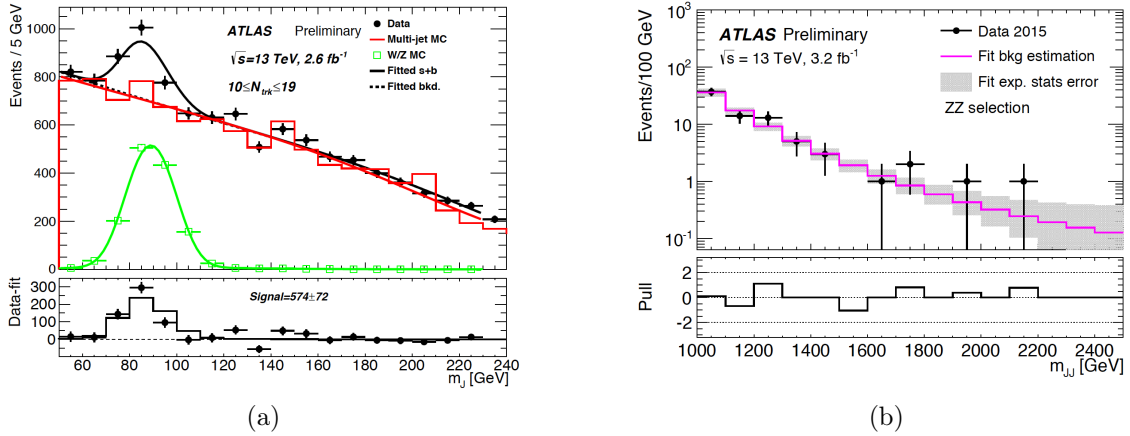 Events / 5 GeV
1000
800
600
400
200
0
ATLAS Preliminary
√s=13 TeV, 2.6 fb⁻¹
10≤N_trk≤19
Data
Multi-jet MC
W/Z MC
Fitted s+b
Fitted bkd.
Data-fit
300
200
100
0
Signal=574±72
60 80 100 120 140 160 180 200 220 240
m_J [GeV]
(a)
Events/100 GeV
10³
10²
10
1
10⁻¹
ATLAS Preliminary
√s = 13 TeV, 3.2 fb⁻¹
Data 2015
Fit bkg estimation
Fit exp. stats error
ZZ selection
Pull
2
0
-2
1000 1200 1400 1600 1800 2000 2200 2400
m_JJ [GeV]
(b)